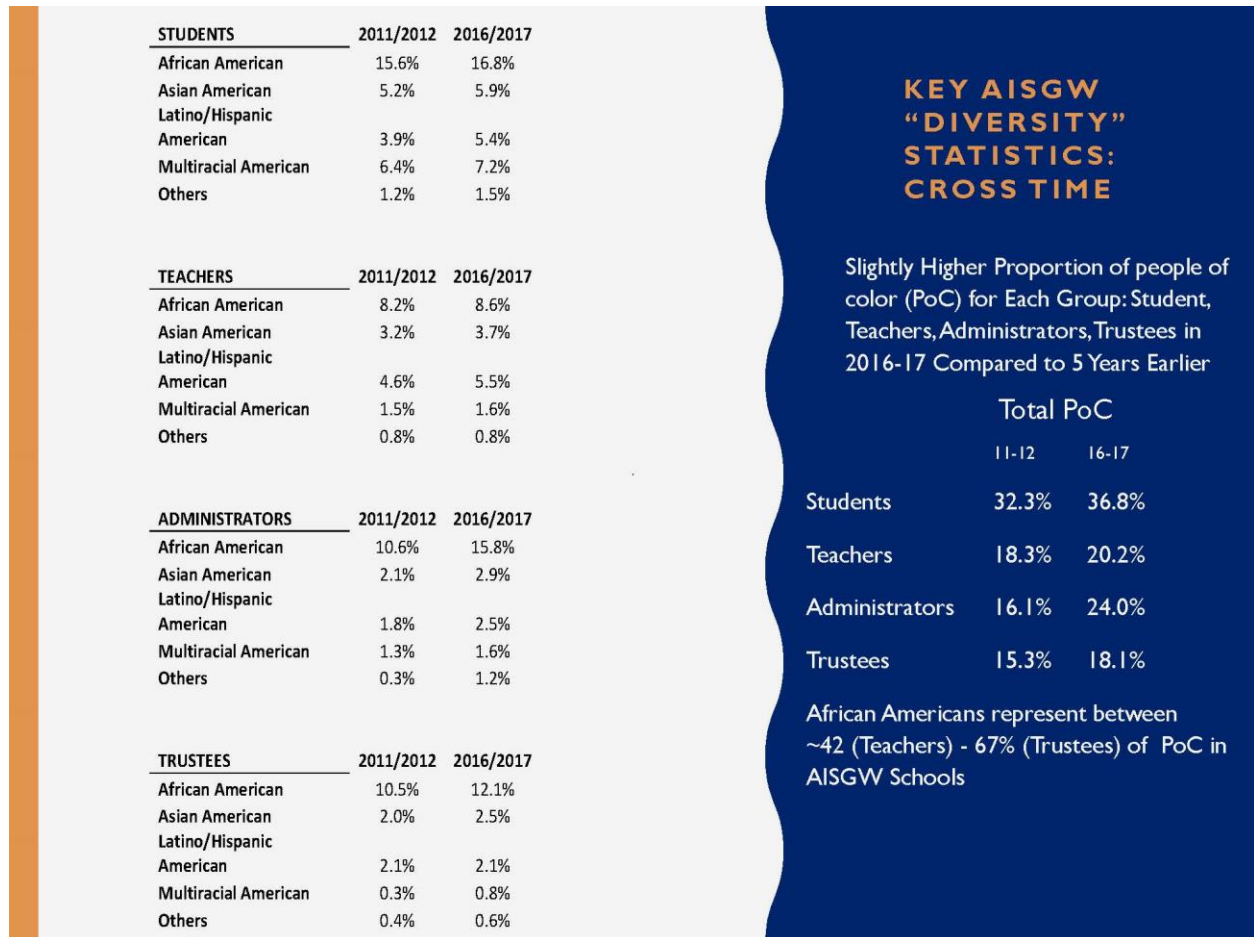 STUDENTS 2011/2012 2016/2017
African American 15.6% 16.8%
Asian American 5.2% 5.9%
Latino/Hispanic
American 3.9% 5.4%
Multiracial American 6.4% 7.2%
Others 1.2% 1.5%
TEACHERS 2011/2012 2016/2017
African American 8.2% 8.6%
Asian American 3.2% 3.7%
Latino/Hispanic
American 4.6% 5.5%
Multiracial American 1.5% 1.6%
Others 0.8% 0.8%
ADMINISTRATORS 2011/2012 2016/2017
African American 10.6% 15.8%
Asian American 2.1% 2.9%
Latino/Hispanic
American 1.8% 2.5%
Multiracial American 1.3% 1.6%
Others 0.3% 1.2%
TRUSTEES 2011/2012 2016/2017
African American 10.5% 12.1%
Asian American 2.0% 2.5%
Latino/Hispanic
American 2.1% 2.1%
Multiracial American 0.3% 0.8%
Others 0.4% 0.6%
KEY AISGW
“DIVERSITY”
STATISTICS:
CROSS TIME
Slightly Higher Proportion of people of
color (PoC) for Each Group: Student,
Teachers, Administrators, Trustees in
2016-17 Compared to 5 Years Earlier
Total PoC
11-12 16-17
Students 32.3% 36.8%
Teachers 18.3% 20.2%
Administrators 16.1% 24.0%
Trustees 15.3% 18.1%
African Americans represent between
~42 (Teachers) - 67% (Trustees) of PoC in
AISGW Schools